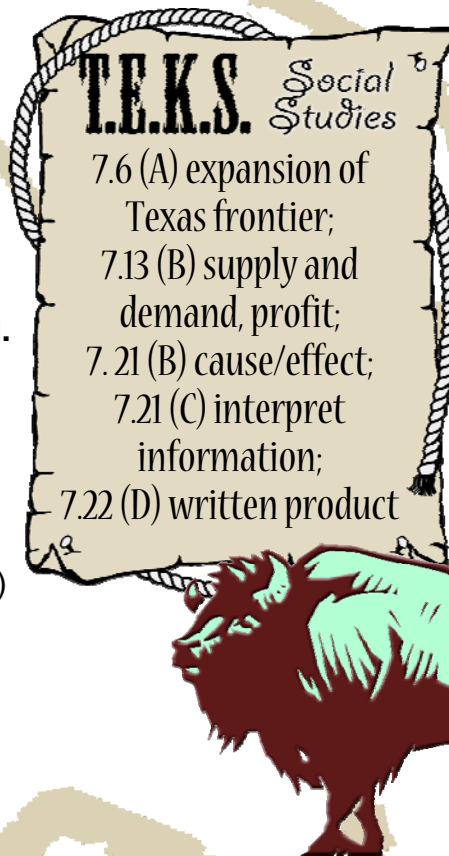 T.E.K.S. Social Studies
7.6 (A) expansion of
Texas frontier;
7.13 (B) supply and
demand, profit;
7. 21 (B) cause/effect;
7.21 (C) interpret
information;
7.22 (D) written product
.
)